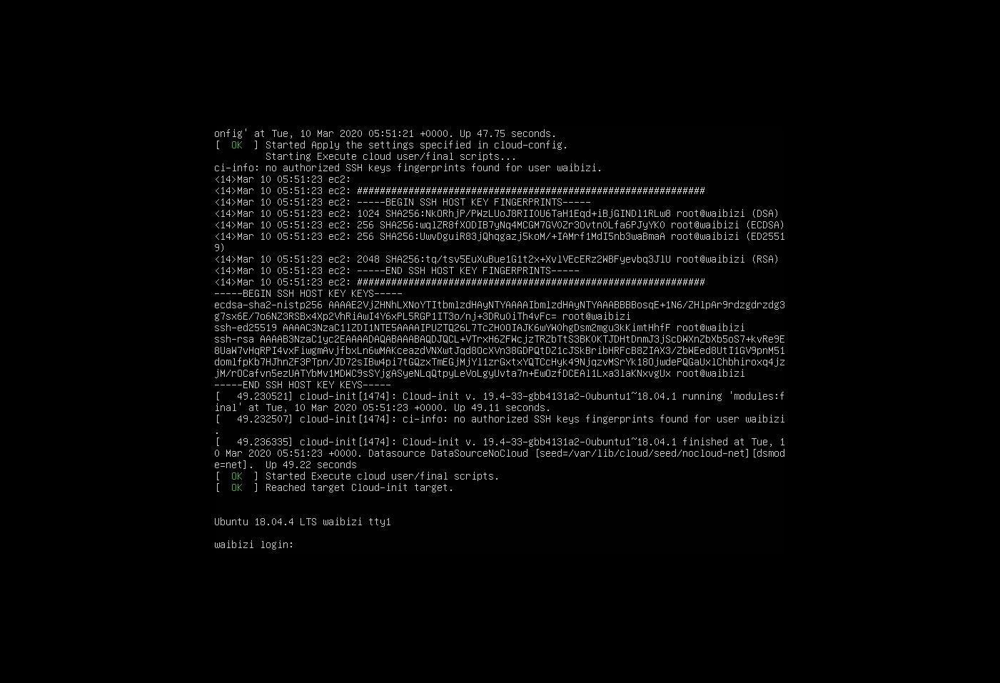 onfig' at Tue, 10 Mar 2020 05:51:21 +0000. Up 47.75 seconds.
[  OK  ] Started Apply the settings specified in cloud-config.
         Starting Execute cloud user/final scripts...
ci-info: no authorized SSH keys fingerprints found for user waibizi.
<14>Mar 10 05:51:23 ec2:
<14>Mar 10 05:51:23 ec2: #############################################################
<14>Mar 10 05:51:23 ec2: -----BEGIN SSH HOST KEY FINGERPRINTS-----
<14>Mar 10 05:51:23 ec2: 1024 SHA256:NkORhjP/PWzLUoJ8RII0U6TaH1Eqd+iBjGINDl1RLw8 root@waibizi (DSA)
<14>Mar 10 05:51:23 ec2: 256 SHA256:wqlZR8fXODIB7yNq4MCGM7GV0Zr3Ovtn0Lfa6PJyYK0 root@waibizi (ECDSA)
<14>Mar 10 05:51:23 ec2: 256 SHA256:UwvDguiR83jQhqgazj5koM/+IAMrf1MdI5nb3waBmaA root@waibizi (ED2551
9)
<14>Mar 10 05:51:23 ec2: 2048 SHA256:tq/tsv5EuXuBue1G1t2x+XvlVEcERz2WBFyevbq3JlU root@waibizi (RSA)
<14>Mar 10 05:51:23 ec2: -----END SSH HOST KEY FINGERPRINTS-----
<14>Mar 10 05:51:23 ec2: #############################################################
-----BEGIN SSH HOST KEY KEYS-----
ecdsa-sha2-nistp256 AAAAE2VjZHNhLXNoYTItbmlzdHAyNTYAAAAIbmlzdHAyNTYAAABBBBosqE+1N6/ZHlpAr9rdzgdrzdg3
g7sx6E/7o6NZ3RSBx4Xp2VhRiAwI4Y6xPL5RGP1IT3o/nj+3DRu0iTh4vFc= root@waibizi
ssh-ed25519 AAAAC3NzaC1lZDI1NTE5AAAAIPUZTQ26L7TcZH0OIAJK6wYW0hgDsm2mgu3kKimtHhfF root@waibizi
ssh-rsa AAAAB3NzaC1yc2EAAAADAQABAAABAQDJQCL+VTrxH6ZFWcjzTRZbTtS3BK0KTJDHtDnmJ3jScDWXnZbXb5oS7+kvRe9E
8UaW7vHqRPI4vxFiwgmAvjfbxLn6wMAKceazdVNXwtJqd8OcXVn38GDPQtDZ1cJSkBribHRFcB8ZIAX3/ZbWEed8UtI1GV9pnM51
domlfpKb7HJhnZF3PTpn/JD72sIBw4pi7tGQzxTmEGjMjYl1zrGxtxYQTCcHyk49NjqzvMSrYk18OjwdePQGaUxlChbhiroxq4jz
jM/rOCafvn5ezUATYbMv1MDWC9sSYjgASyeNLqQtpyLeVoLgyUvta7n+EwOzfDCEAl1Lxa3laKNxvgUx root@waibizi
-----END SSH HOST KEY KEYS-----
[   49.230521] cloud-init[1474]: Cloud-init v. 19.4-33-gbb4131a2-0ubuntu1~18.04.1 running 'modules:f
inal' at Tue, 10 Mar 2020 05:51:23 +0000. Up 49.11 seconds.
[   49.232507] cloud-init[1474]: ci-info: no authorized SSH keys fingerprints found for user waibizi
.
[   49.236335] cloud-init[1474]: Cloud-init v. 19.4-33-gbb4131a2-0ubuntu1~18.04.1 finished at Tue, 1
0 Mar 2020 05:51:23 +0000. Datasource DataSourceNoCloud [seed=/var/lib/cloud/seed/nocloud-net][dsmod
e=net].  Up 49.22 seconds
[  OK  ] Started Execute cloud user/final scripts.
[  OK  ] Reached target Cloud-init target.
Ubuntu 18.04.4 LTS waibizi tty1
waibizi login: